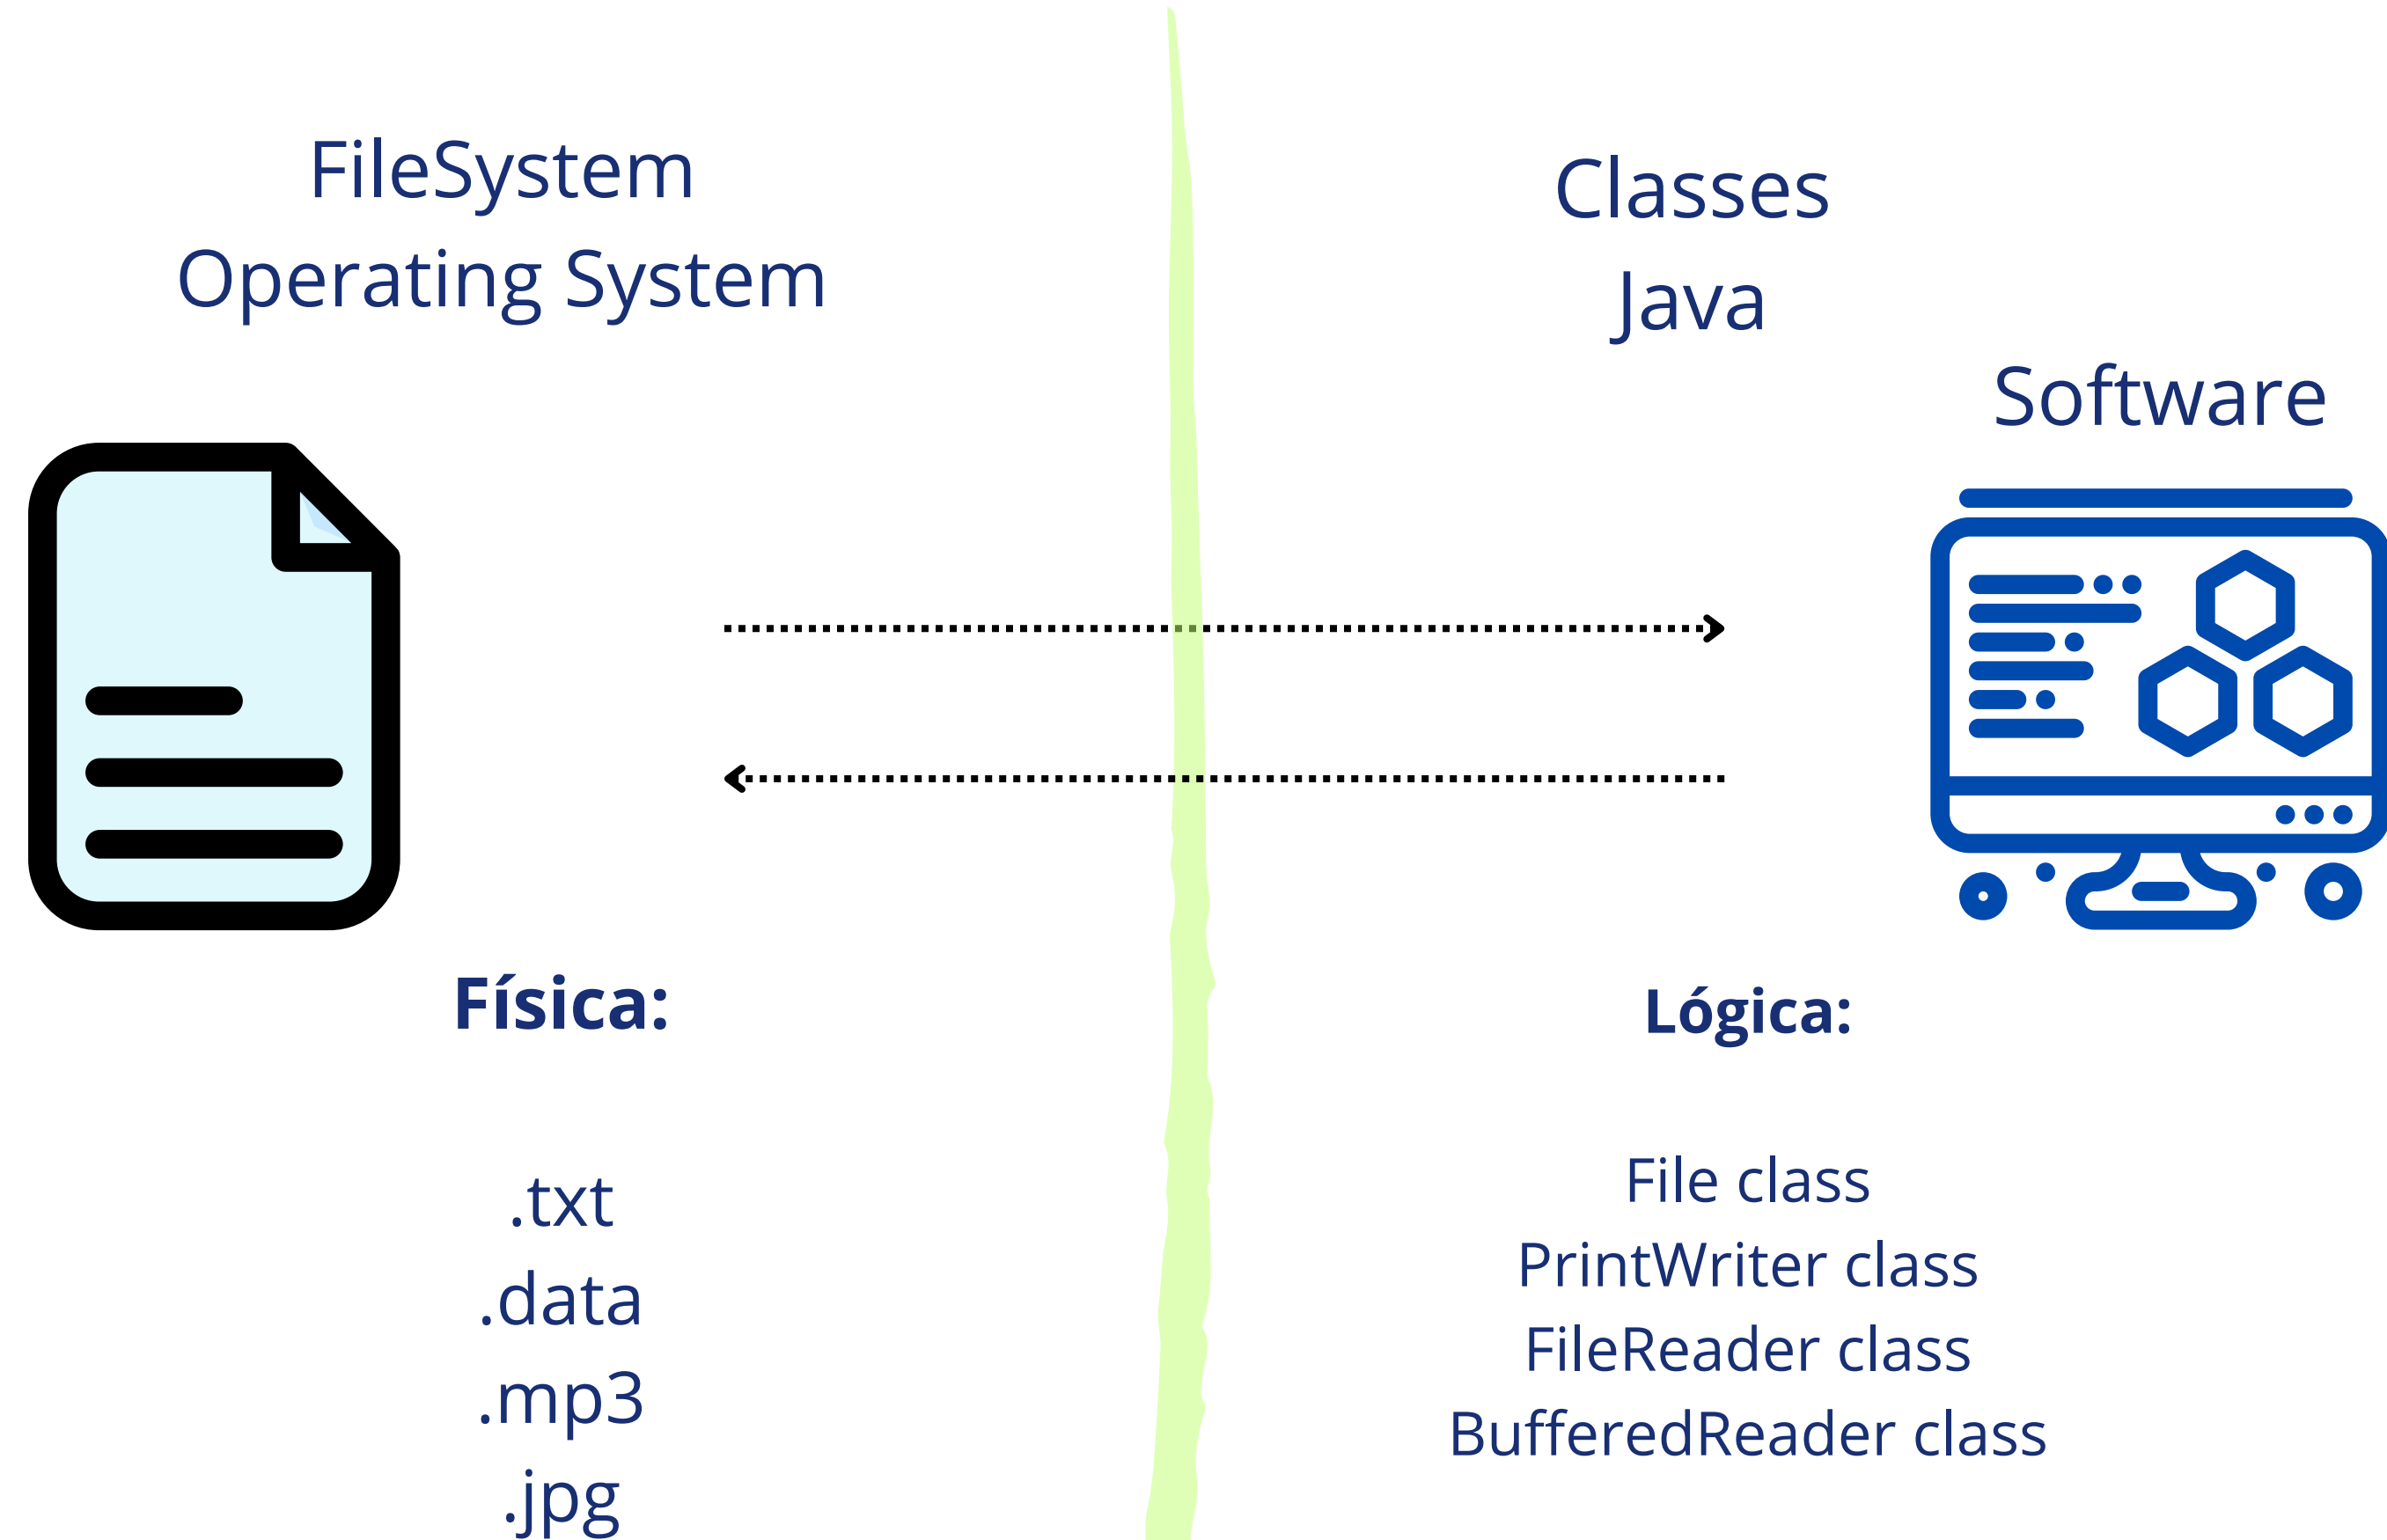 FileSystem
Operating System
Física:
.txt
.data
.mp3
.jpg
Classes
Java
Software
Lógica:
File class
PrintWriter class
FileReader class
BufferedReader class